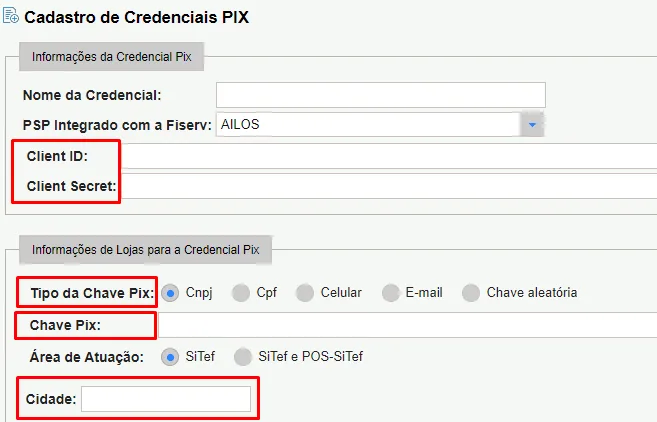 Cadastro de Credenciais PIX
Informações da Credencial Pix
Nome da Credencial:
PSP Integrado com a Fiserv: AILOS
Client ID:
Client Secret:
Informações de Lojas para a Credencial Pix
Tipo da Chave Pix: Cnpj Cpf Celular E-mail Chave aleatória
Chave Pix:
Área de Atuação: SiTef SiTef e POS-SiTef
Cidade: